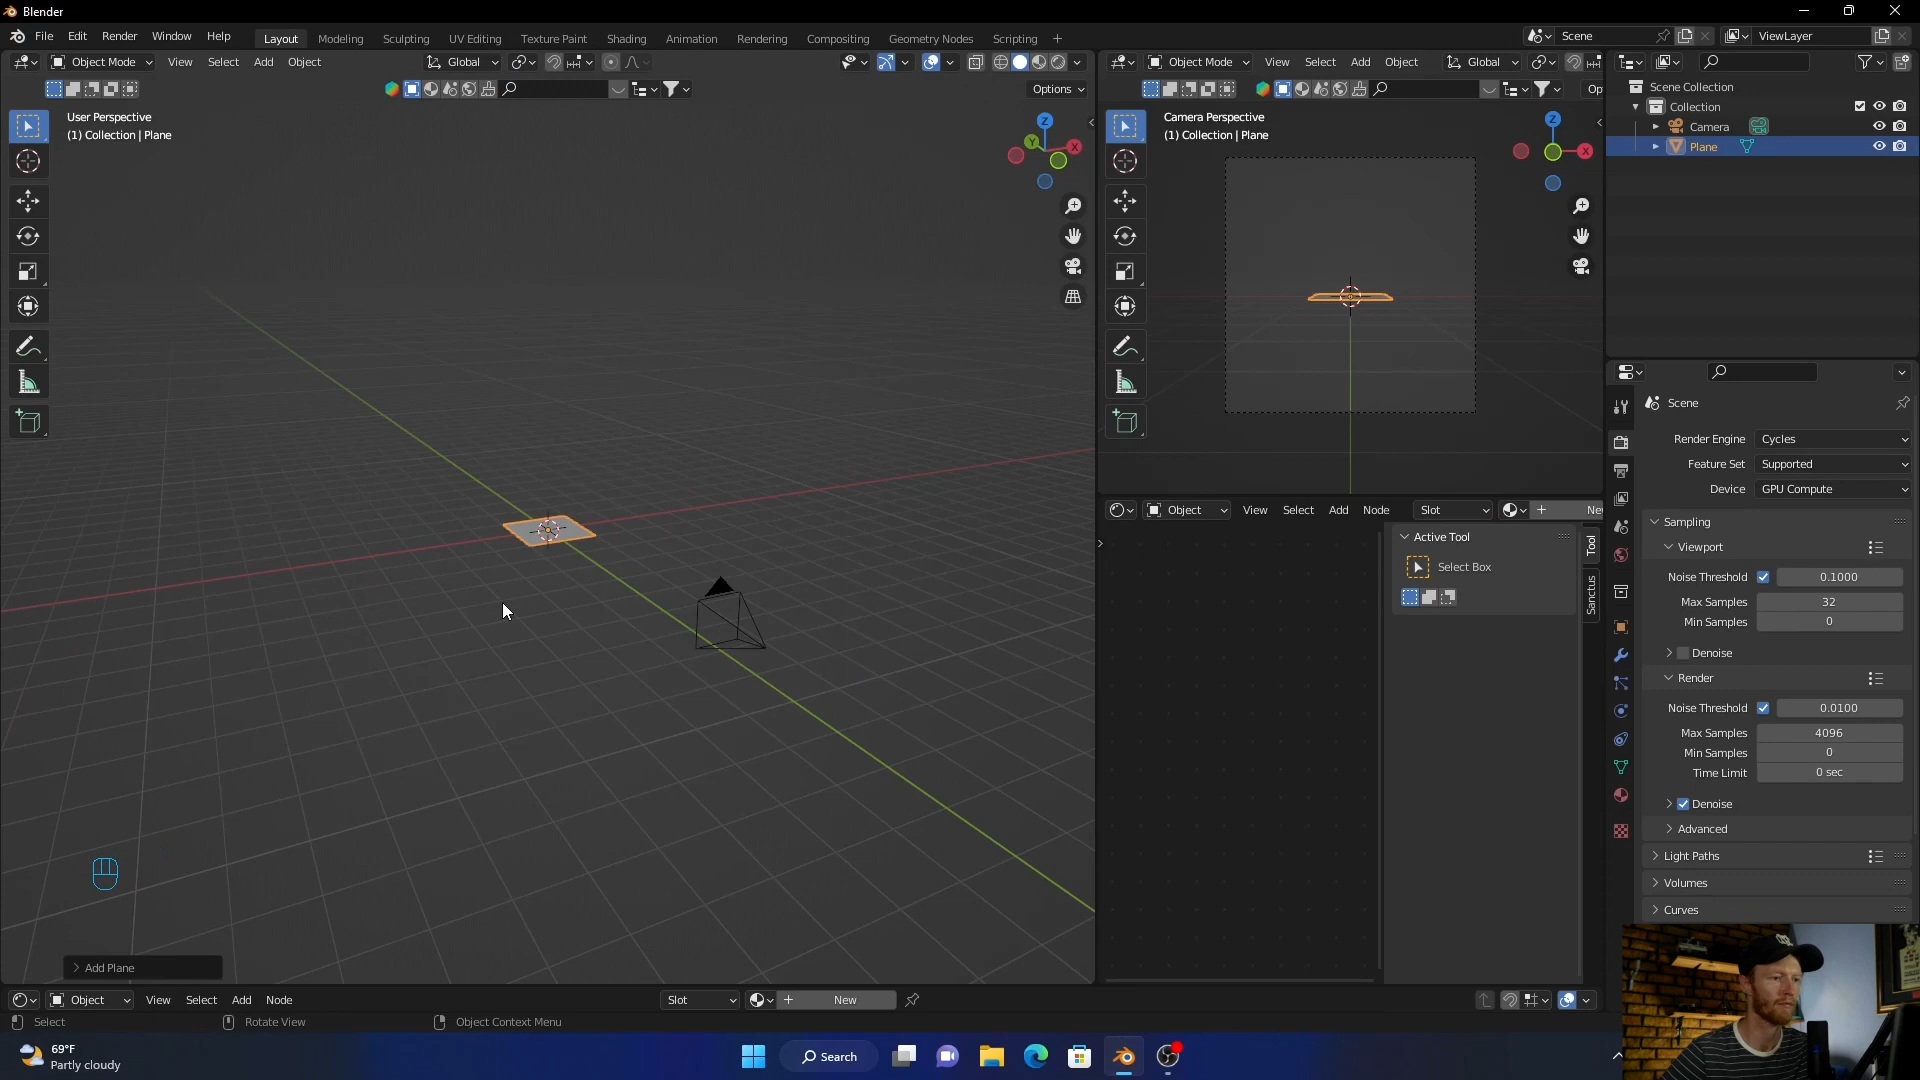 Blender
File Edit Render Window Help
Layout Modeling Sculpting UV Editing Texture Paint Shading Animation Rendering Compositing Geometry Nodes Scripting +
Scene
ViewLayer
Object Mode View Select Add Object
Global
Options
User Perspective
(1) Collection | Plane
Z
Y
X
Add Plane
Object Mode View Select Add Object
Global
Op
Camera Perspective
(1) Collection | Plane
Z
X
Object View Select Add Node Slot
Ne
Active Tool
Select Box
Tool
Sanctus
Scene Collection
Collection
Camera
Plane
Scene
Render Engine Cycles
Feature Set Supported
Device GPU Compute
Sampling
Viewport
Noise Threshold 0.1000
Max Samples 32
Min Samples 0
Denoise
Render
Noise Threshold 0.0100
Max Samples 4096
Min Samples 0
Time Limit 0 sec
Denoise
Advanced
Light Paths
Volumes
Curves
Object View Select Add Node
Slot
New
Select
Rotate View
Object Context Menu
69°F
Partly cloudy
Search